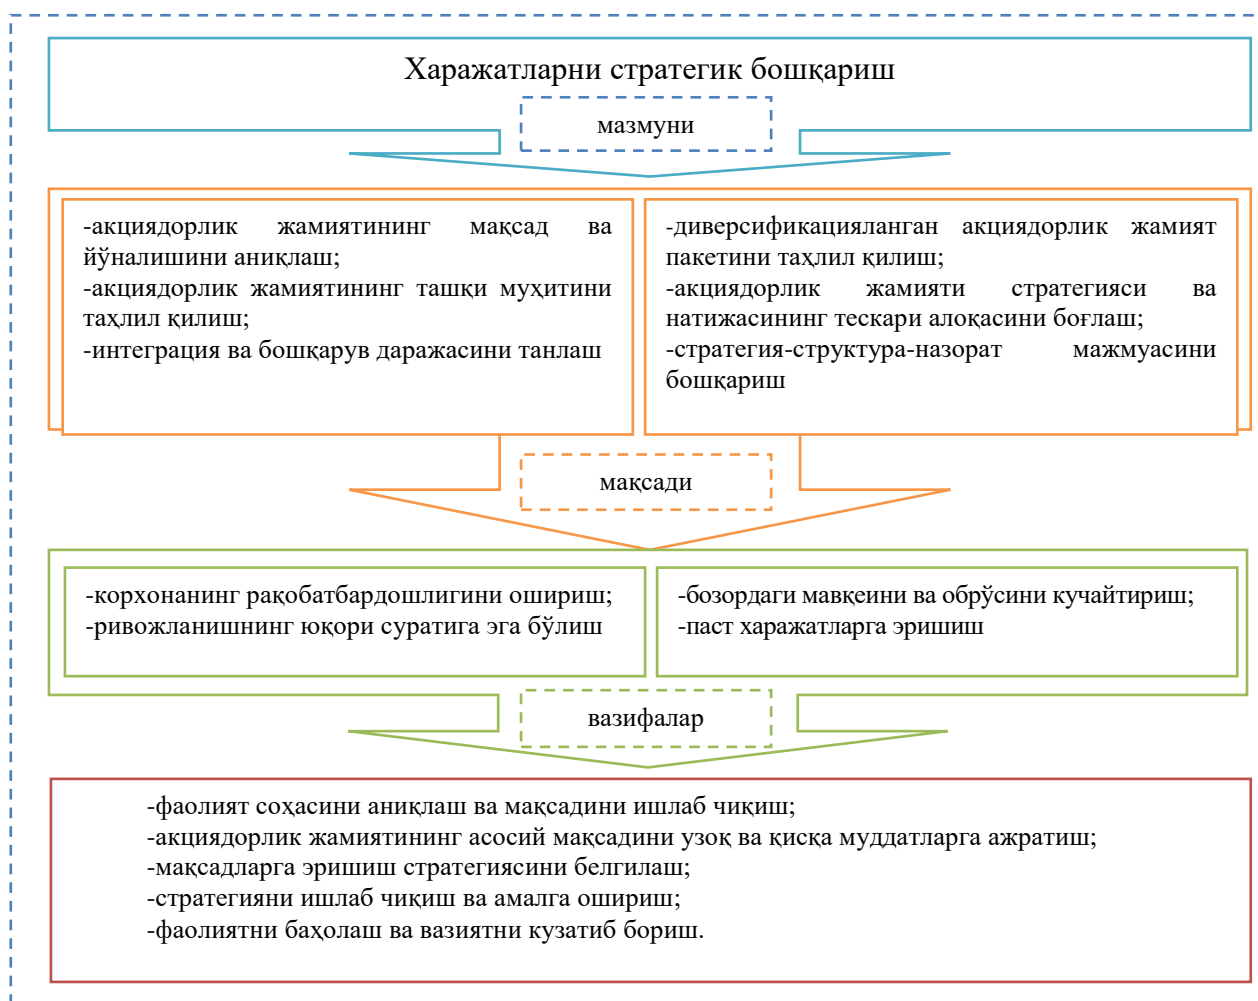 Харажатларни стратегик бошқариш
мазмуни
-акциядорлик жамиятининг мақсад ва
йўналишини аниқлаш;
-акциядорлик жамиятининг ташқи муҳитини
таҳлил қилиш;
-интеграция ва бошқарув даражасини танлаш
-диверсификацияланган акциядорлик жамият
пакетини таҳлил қилиш;
-акциядорлик жамияти стратегияси ва
натижасининг тескари алоқасини боғлаш;
-стратегия-структура-назорат мажмуасини
бошқариш
мақсади
-корхонанинг рақобатбардошлигини ошириш;
-ривожланишнинг юқори суратига эга бўлиш
-бозордаги мавқеини ва обрўсини кучайтириш;
-паст харажатларга эришиш
вазифалар
-фаолият соҳасини аниқлаш ва мақсадини ишлаб чиқиш;
-акциядорлик жамиятининг асосий мақсадини узоқ ва қисқа муддатларга ажратиш;
-мақсадларга эришиш стратегиясини белгилаш;
-стратегияни ишлаб чиқиш ва амалга ошириш;
-фаолиятни баҳолаш ва вазиятни кузатиб бориш.